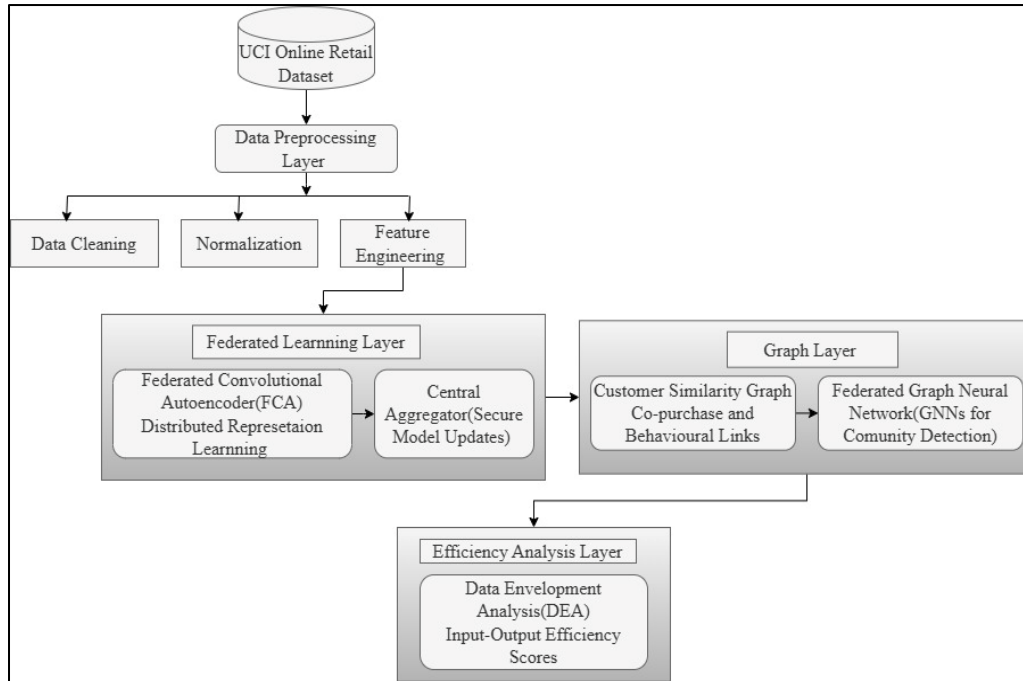 UCI Online Retail
Dataset
Data Preprocessing
Layer
Data Cleaning
Normalization
Feature
Engineering
Federated Learnning Layer
Federated Convolutional
Autoencoder(FCA)
Distributed Represetaion
Learnning
Central
Aggregator(Secure
Model Updates)
Graph Layer
Customer Similarity Graph
Co-purchase and
Behavioural Links
Federated Graph Neural
Network(GNNs for
Comunity Detection)
Efficiency Analysis Layer
Data Envelopment
Analysis(DEA)
Input-Output Efficiency
Scores